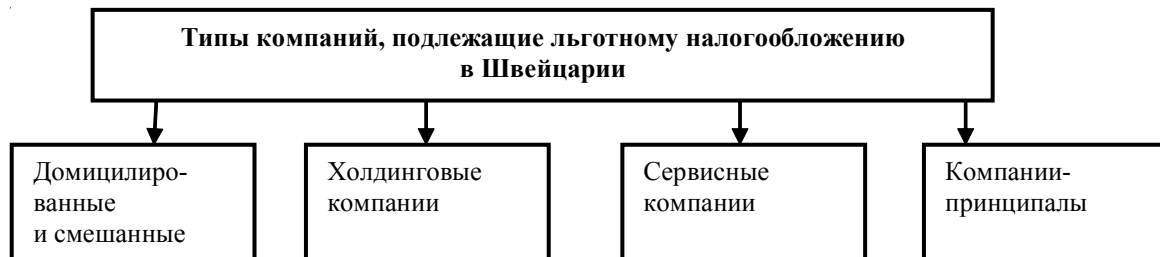 Типы компаний, подлежащие льготному налогообложению
в Швейцарии
Домицилиро-
ванные
и смешанные
Холдинговые
компании
Сервисные
компании
Компании-
принципалы